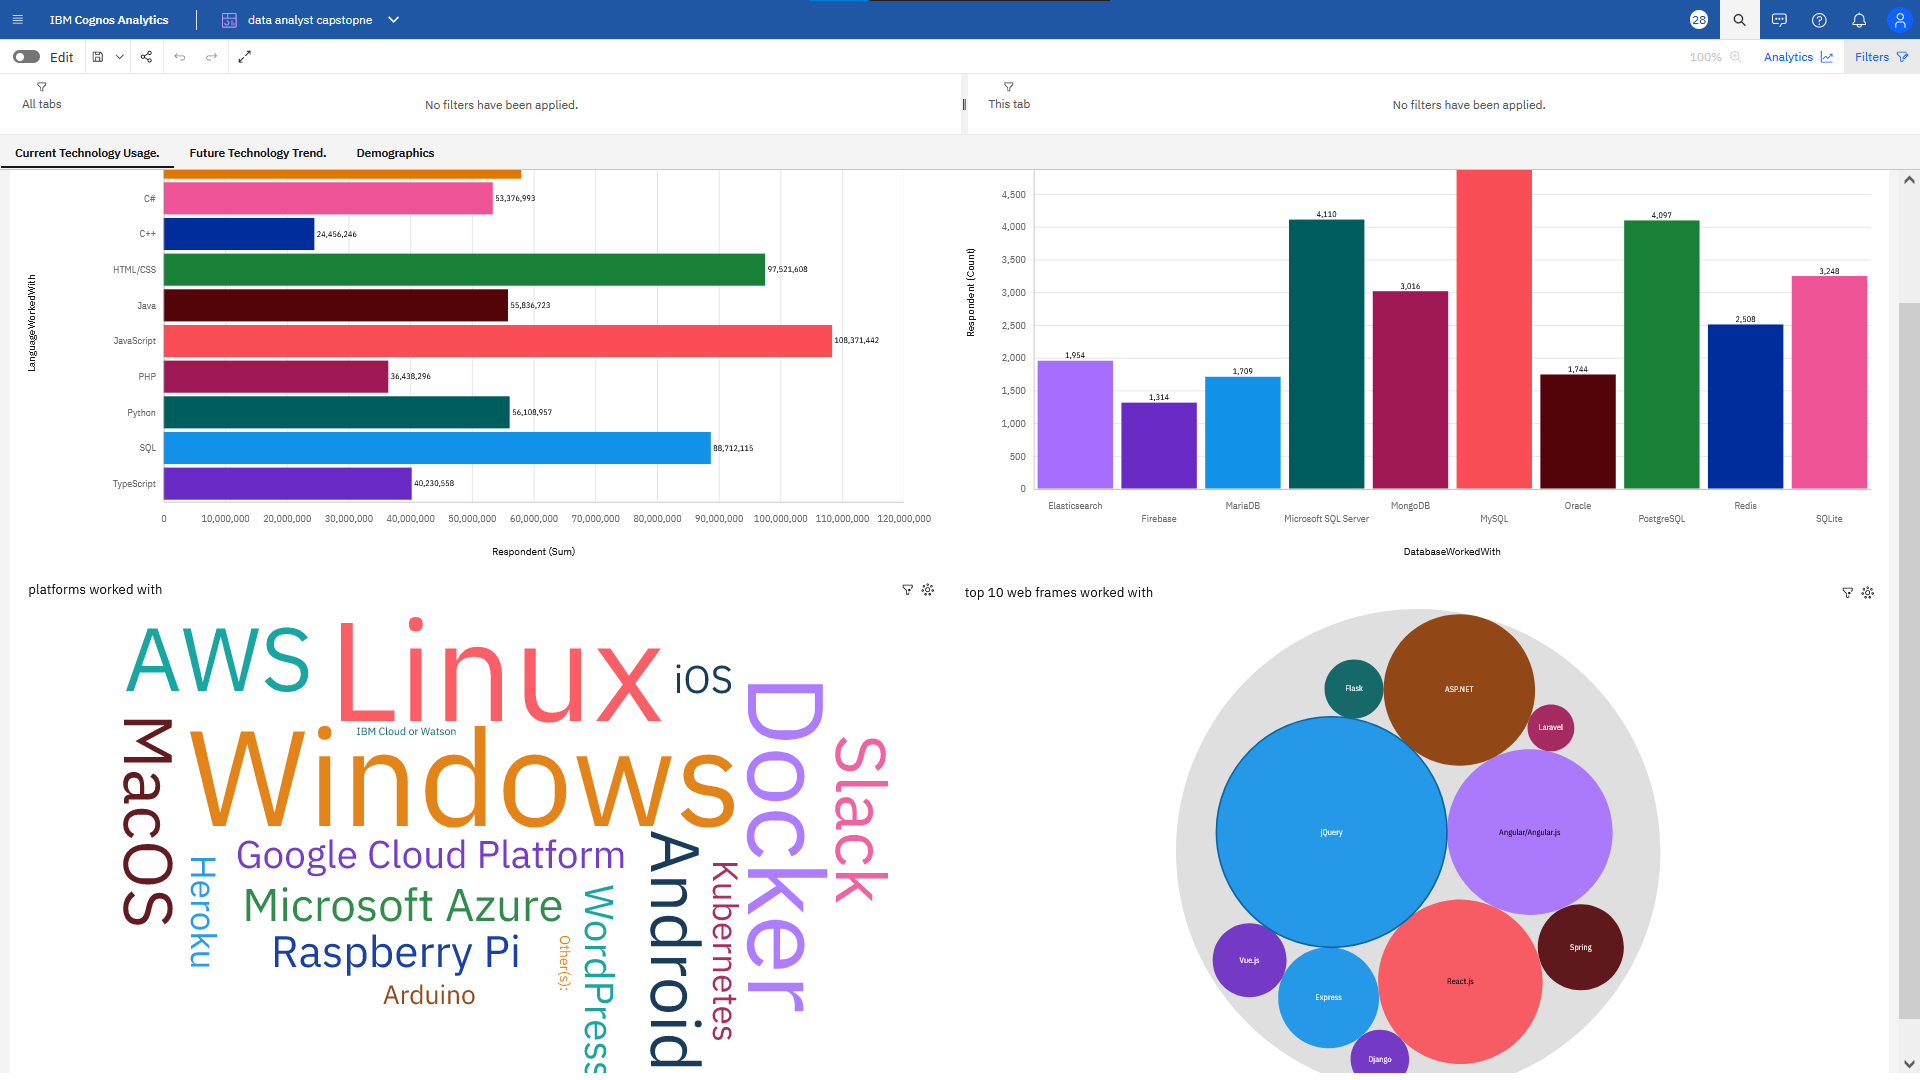 IBM Cognos Analytics
data analyst capstopne
28
Edit
100%
Analytics
Filters
All tabs
No filters have been applied.
This tab
No filters have been applied.
Current Technology Usage.
Future Technology Trend.
Demographics
LanguageWorkedWith
C#
53,376,993
C++
24,456,246
HTML/CSS
97,521,608
Java
55,836,723
JavaScript
108,371,442
PHP
36,438,296
Python
56,108,957
SQL
88,712,115
TypeScript
40,230,558
0 10,000,000 20,000,000 30,000,000 40,000,000 50,000,000 60,000,000 70,000,000 80,000,000 90,000,000 100,000,000 110,000,000 120,000,000
Respondent (Sum)
Respondent (Count)
4,500
4,000
3,500
3,000
2,500
2,000
1,500
1,000
500
0
1,954
1,314
1,709
4,110
3,016
1,744
4,097
2,508
3,248
Elasticsearch
Firebase
MariaDB
Microsoft SQL Server
MongoDB
MySQL
Oracle
PostgreSQL
Redis
SQLite
DatabaseWorkedWith
platforms worked with
AWS
Linux
iOS
IBM Cloud or Watson
MacOS
Windows
Docker
Slack
Google Cloud Platform
Heroku
Microsoft Azure
Android
Kubernetes
WordPress
Raspberry Pi
Other(s):
Arduino
top 10 web frames worked with
ASP.NET
Flask
Laravel
jQuery
Angular/Angular.js
Spring
Vue.js
React.js
Express
Django